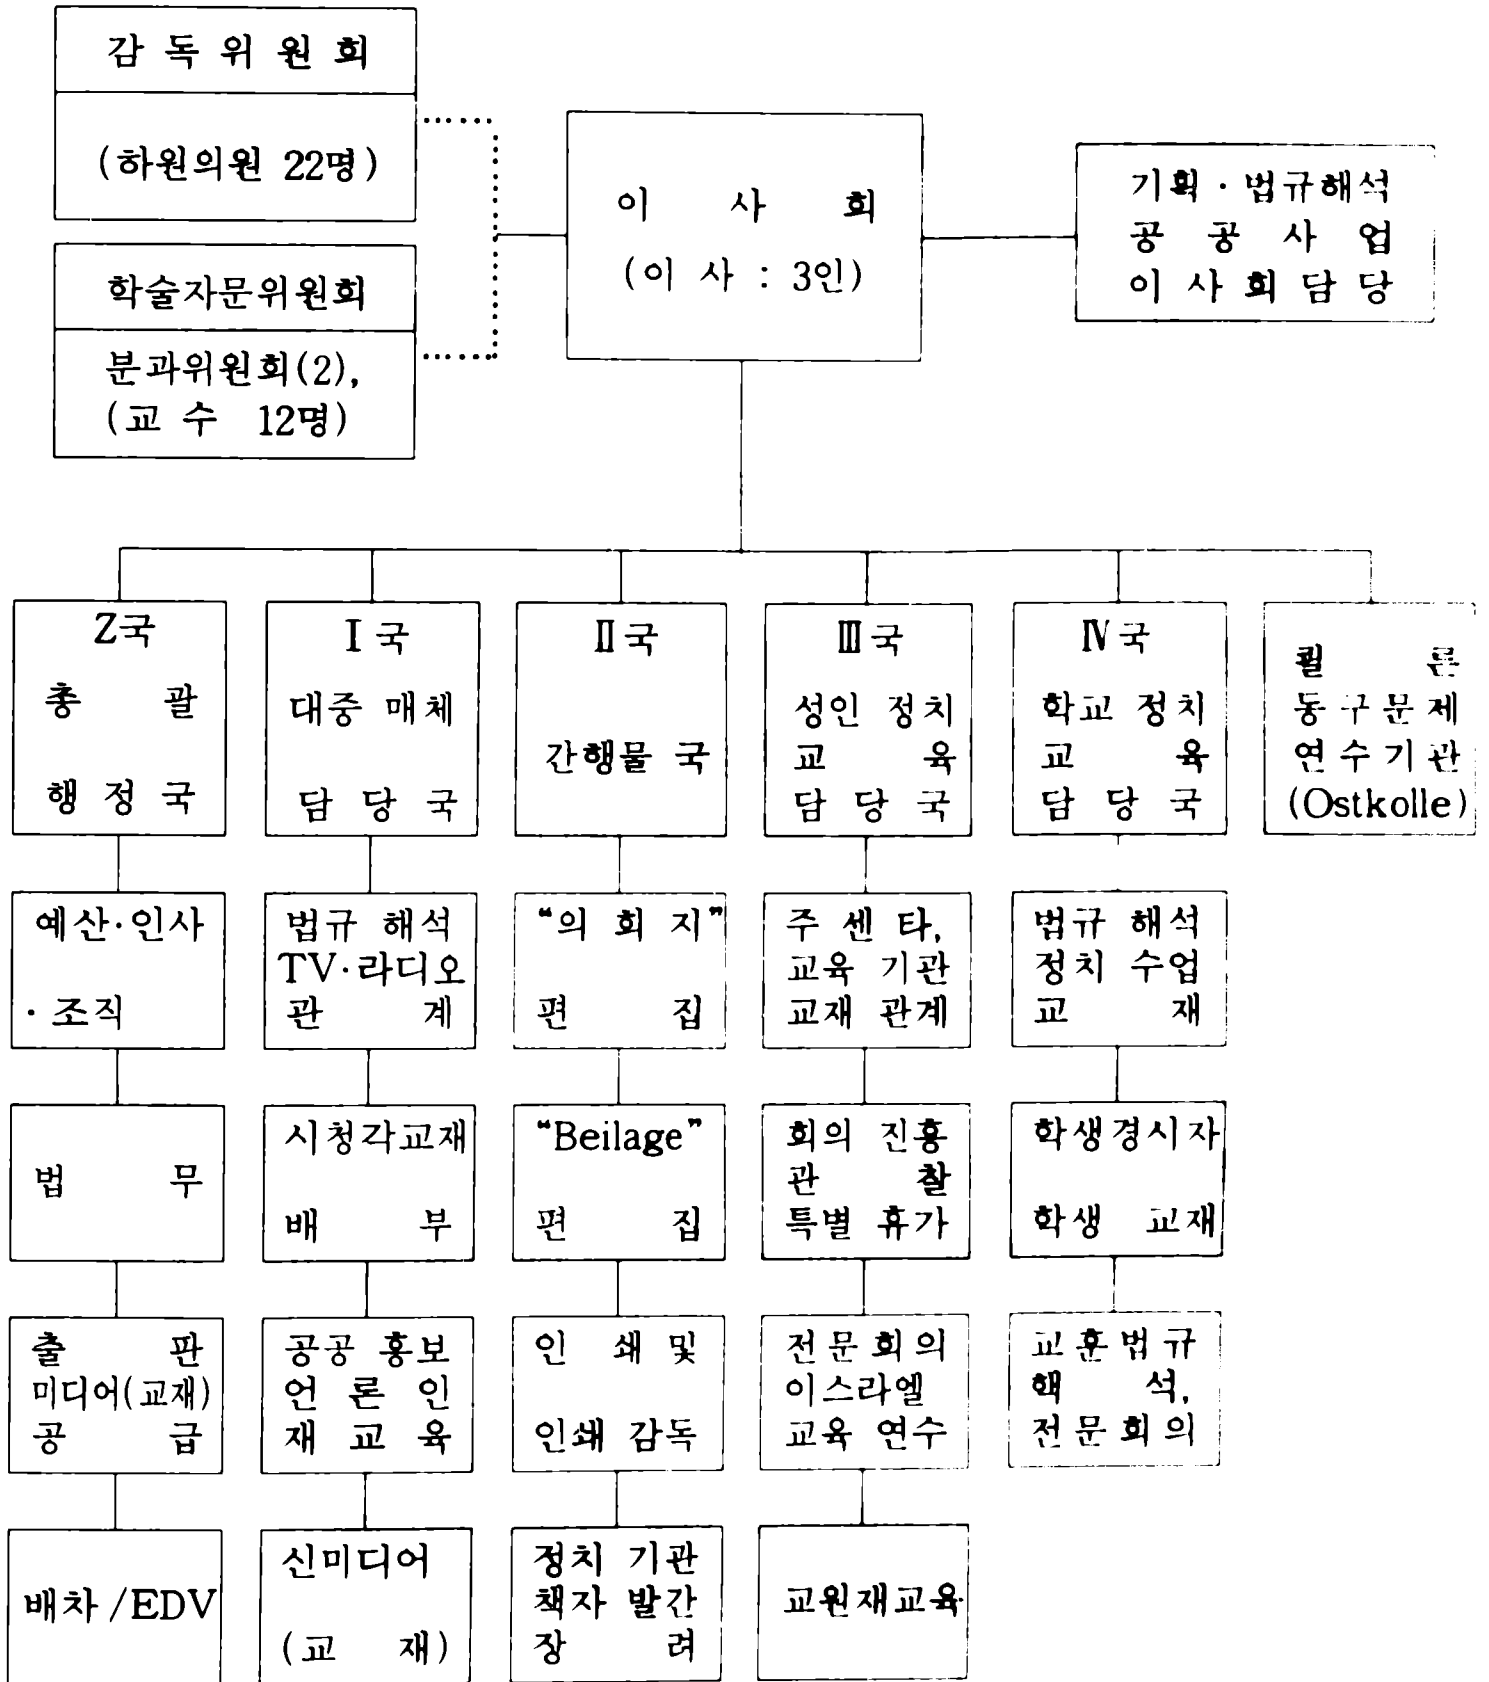 감 독 위 원 회
(하원의원 22명)
학술자문위원회
분과위원회(2),
(교 수 12명)
이 사 회
(이 사 : 3인)
기획 · 법규해석
공 공 사 업
이 사 회 담 당
Z국
총 괄
행 정 국
Ⅰ국
대중 매체
담 당 국
Ⅱ국
간행물 국
Ⅲ국
성인 정치
교 육
담 당 국
Ⅳ국
학교 정치
교 육
담 당 국
쾰 른
동 구 문 제
연 수 기 관
(Ostkolle)
예산·인사
· 조직
법 무
출 판
미디어(교재)
공 급
배차 /EDV
법규 해석
TV·라디오
관 계
시청각교재
배 부
공공 홍보
언 론 인
재 교 육
신미디어
(교 재)
“의 회 지”
편 집
“Beilage”
편 집
인 쇄 및
인쇄 감독
정치 기관
책자 발간
장 려
주 센 타,
교육 기관
교재 관계
회의 진흥
관 찰
특별 휴가
전문회의
이스라엘
교육 연수
교원재교육
법규 해석
정치 수업
교 재
학생경시자
학생 교재
교훈법규
해 석,
전문회의